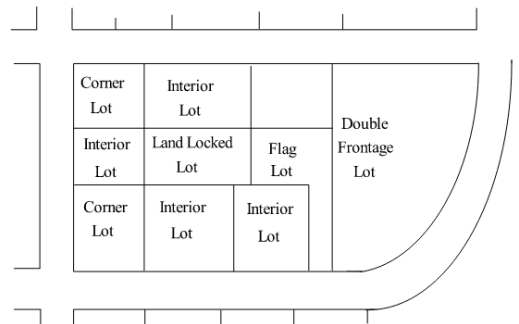 Corner
Lot
Interior
Lot
Double
Frontage
Lot
Interior
Lot
Land Locked
Lot
Flag
Lot
Corner
Lot
Interior
Lot
Interior
Lot